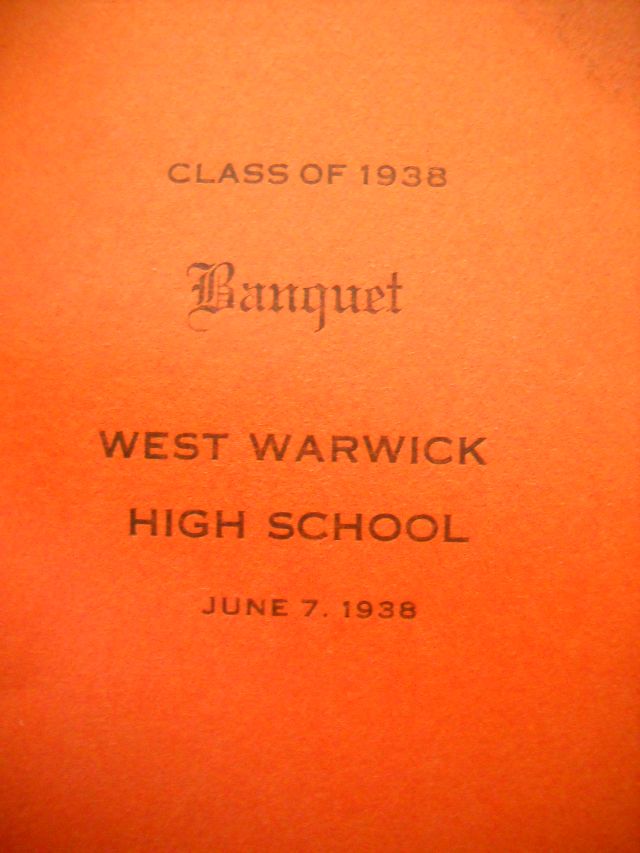 CLASS OF 1938
Banquet
WEST WARWICK
HIGH SCHOOL
JUNE 7. 1938